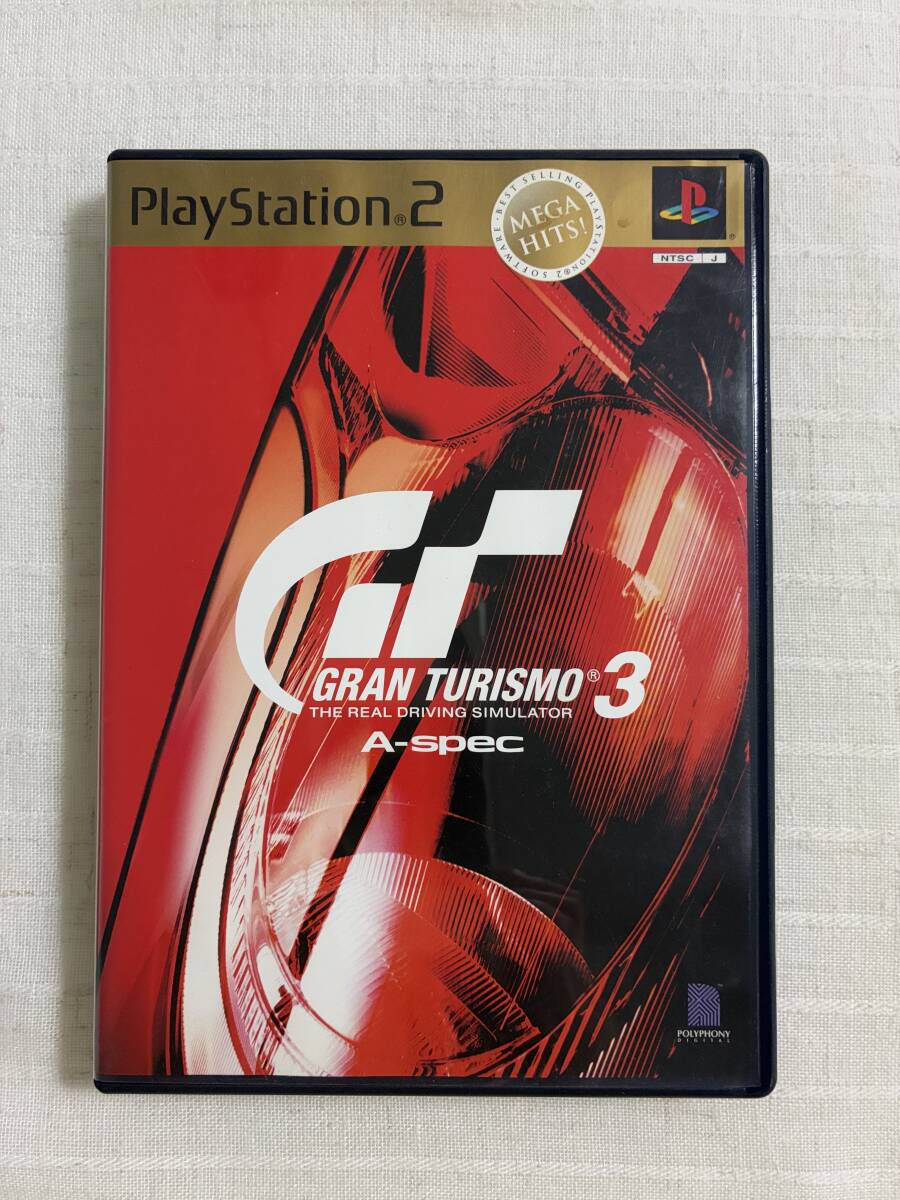 PlayStation®2
BEST SELLING PLAYSTATION®2 SOFTWARE
MEGA
HITS!
®
NTSC J
GRAN TURISMO®3
THE REAL DRIVING SIMULATOR
A-spec
™
POLYPHONY
DIGITAL